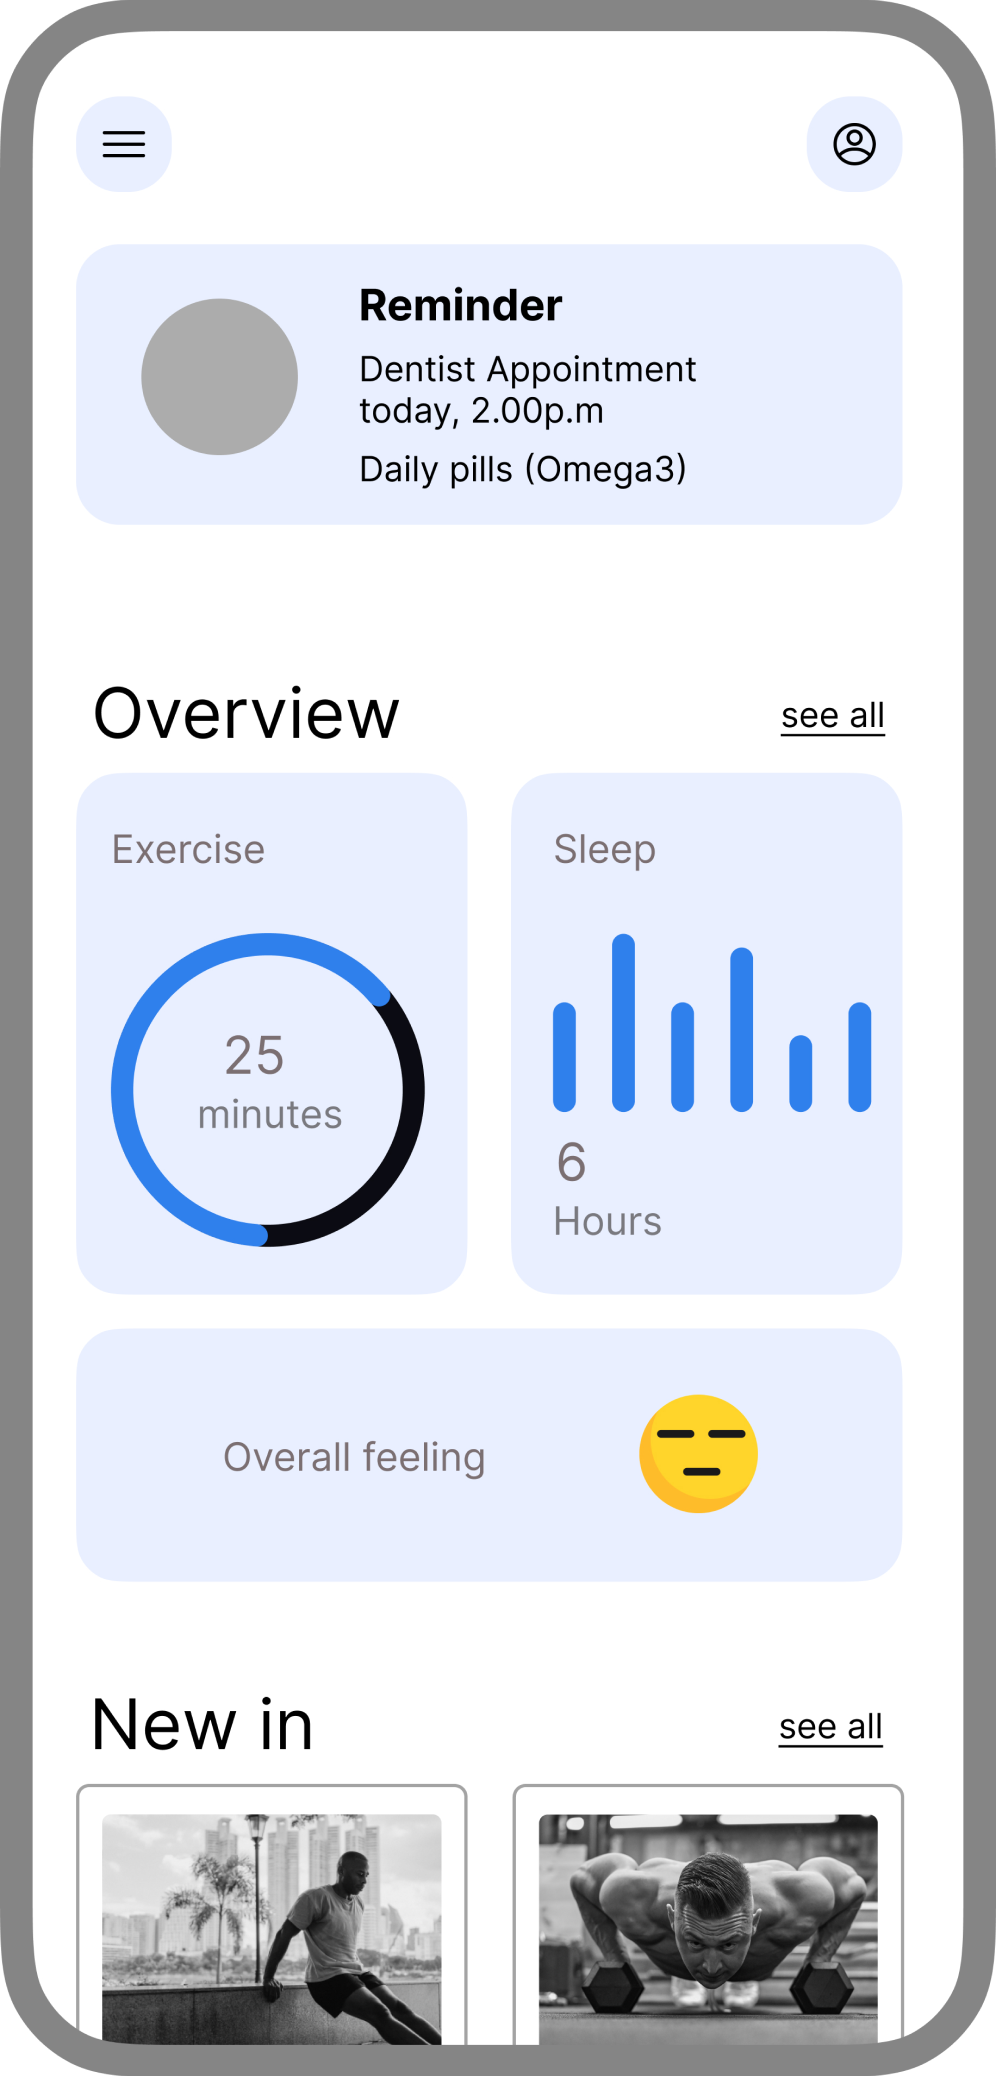 Reminder
Dentist Appointment
today, 2.00p.m
Daily pills (Omega3)
Overview
see all
Exercise
25
minutes
Sleep
6
Hours
Overall feeling
New in
see all